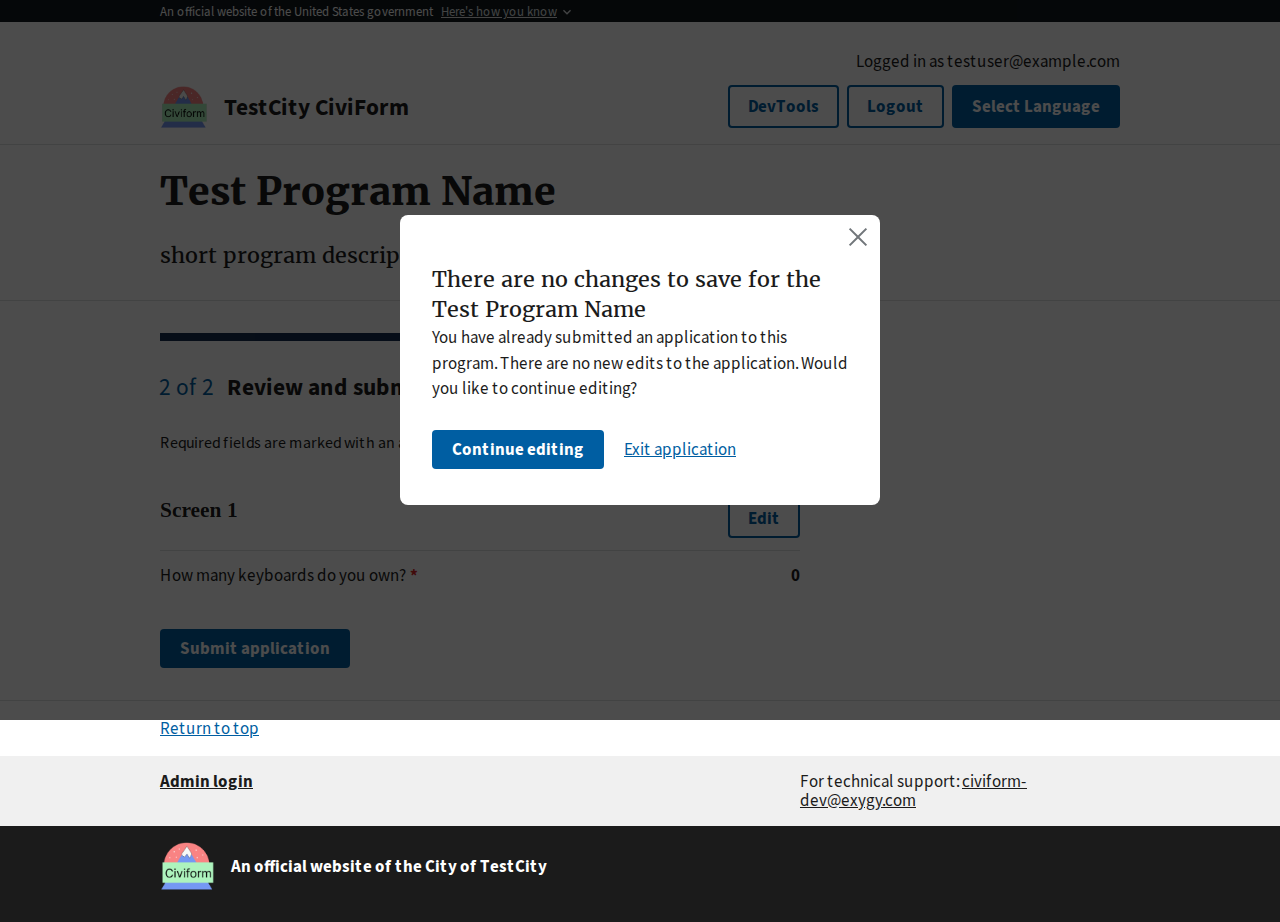 An official website of the United States government Here's how you know
Logged in as testuser@example.com
Civiform
TestCity CiviForm
DevTools
Logout
Select Language
Test Program Name
short program descrip
There are no changes to save for the
Test Program Name
You have already submitted an application to this
program. There are no new edits to the application. Would
you like to continue editing?
Continue editing
Exit application
2 of 2 Review and subm
Required fields are marked with an
Screen 1
Edit
How many keyboards do you own? *
0
Submit application
Return to top
Admin login
For technical support: civiform-
dev@exygy.com
Civiform
An official website of the City of TestCity